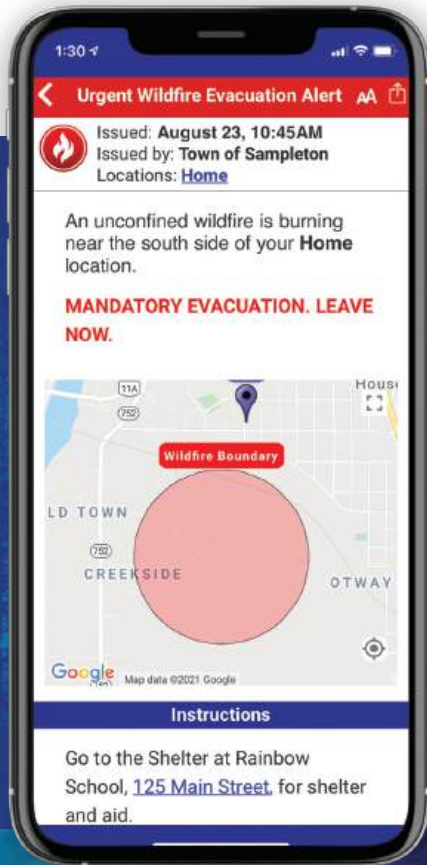 1:30
Urgent Wildfire Evacuation Alert AA
Issued: August 23, 10:45AM
Issued by: Town of Sampleton
Locations: Home
An unconfined wildfire is burning
near the south side of your Home
location.
MANDATORY EVACUATION. LEAVE
NOW.
11A
Hous
752
Wildfire Boundary
LD TOWN
752
CREEKSIDE
OTWAY
Google Map data ©2021 Google
Instructions
Go to the Shelter at Rainbow
School, 125 Main Street, for shelter
and aid.